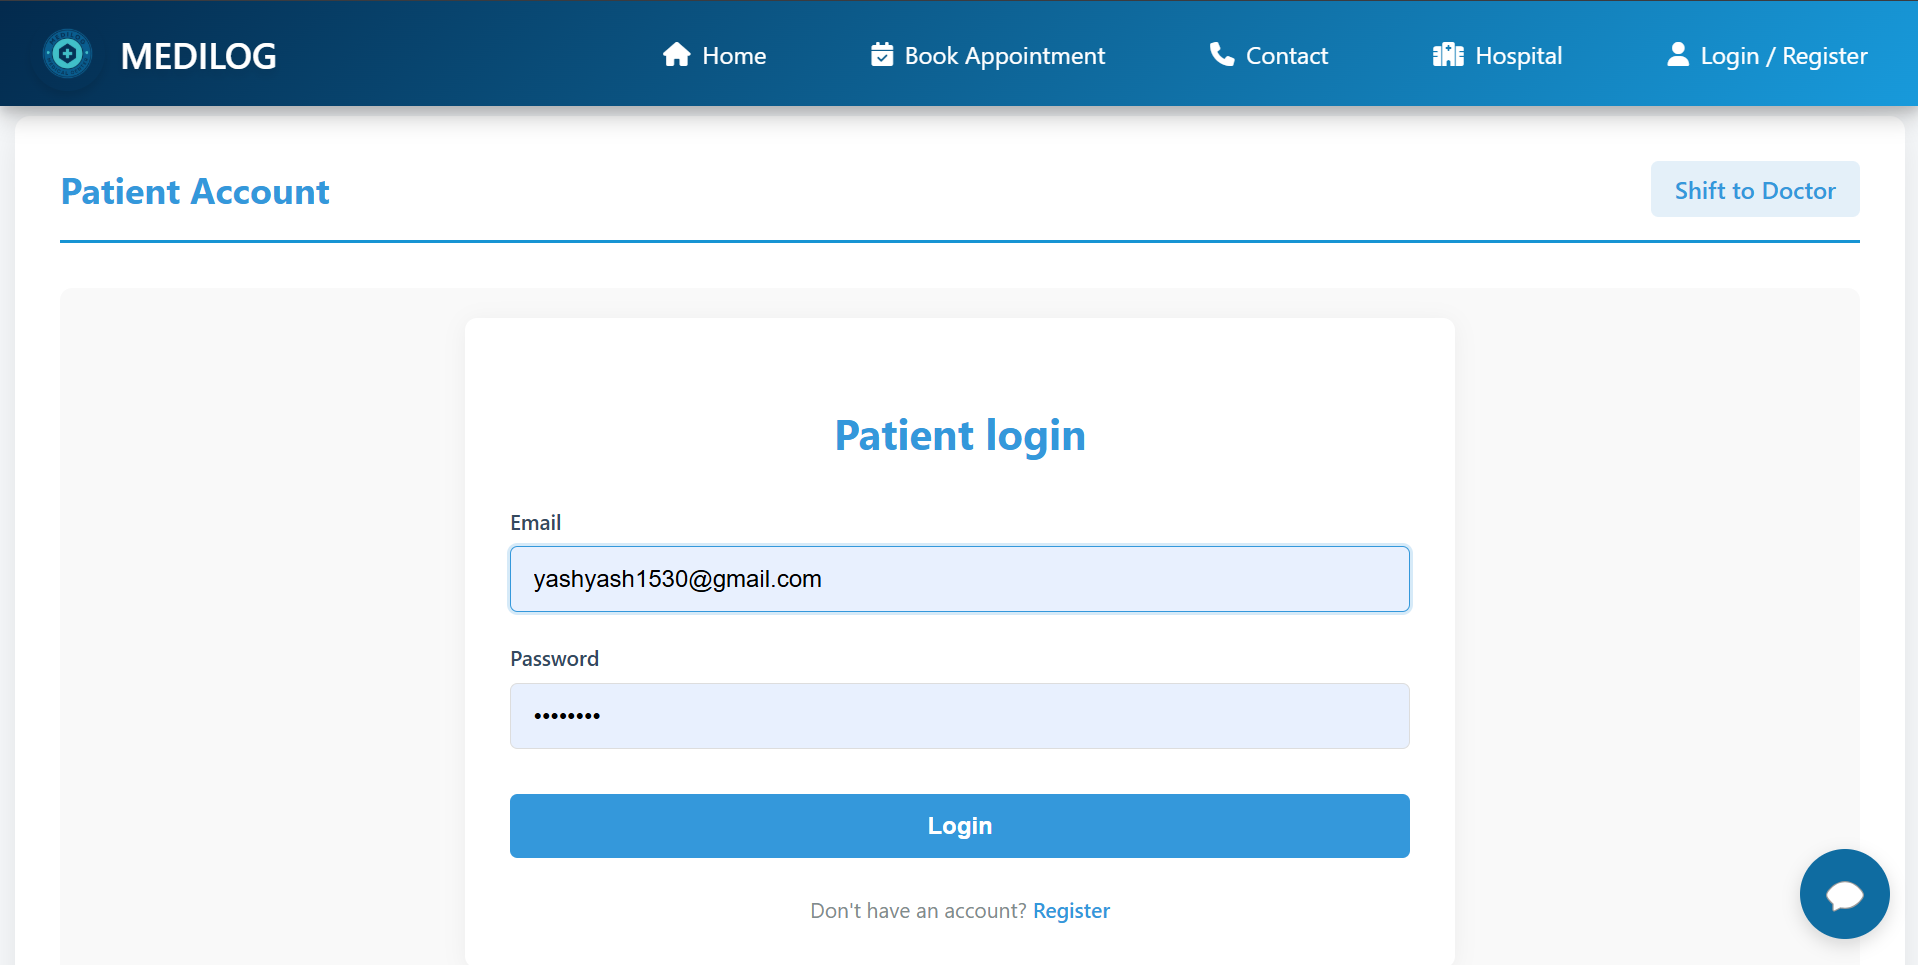 MEDILOG
Home
Book Appointment
Contact
Hospital
Login / Register
Patient Account
Shift to Doctor
Patient login
Email
yashyash1530@gmail.com
Password
••••••••
Login
Don't have an account? Register